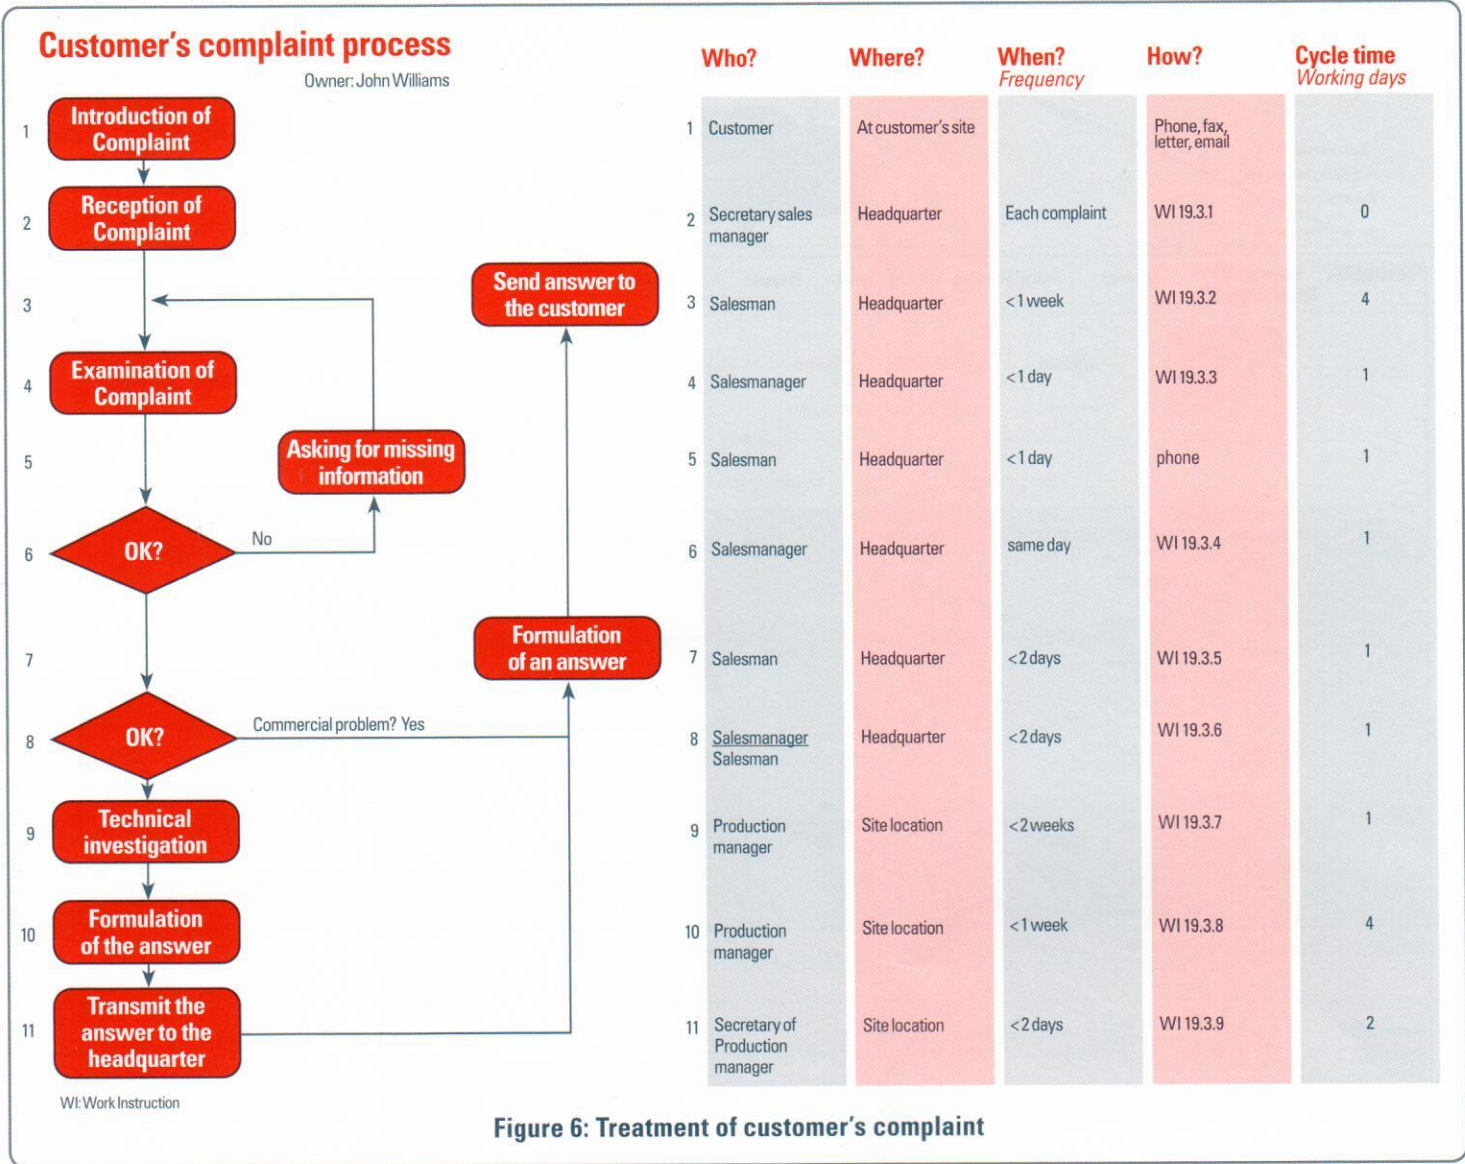 Customer's complaint process
Owner: John Williams
1
Introduction of
Complaint
2
Reception of
Complaint
3
Send answer to
the customer
4
Examination of
Complaint
5
Asking for missing
information
6
OK?
No
7
Formulation
of an answer
8
OK?
Commercial problem? Yes
9
Technical
investigation
10
Formulation
of the answer
11
Transmit the
answer to the
headquarter
WI: Work Instruction
Who? Where? When? How? Cycle time
Frequency Working days
1 Customer At customer's site Phone, fax,
letter, email
2 Secretary sales Headquarter Each complaint WI 19.3.1 0
manager
3 Salesman Headquarter <1 week WI 19.3.2 4
4 Salesmanager Headquarter <1 day WI 19.3.3 1
5 Salesman Headquarter <1 day phone 1
6 Salesmanager Headquarter same day WI 19.3.4 1
7 Salesman Headquarter <2 days WI 19.3.5 1
8 Salesmanager Headquarter <2 days WI 19.3.6 1
Salesman
9 Production Site location <2 weeks WI 19.3.7 1
manager
10 Production Site location <1 week WI 19.3.8 4
manager
11 Secretary of Site location <2 days WI 19.3.9 2
Production
manager
Figure 6: Treatment of customer's complaint